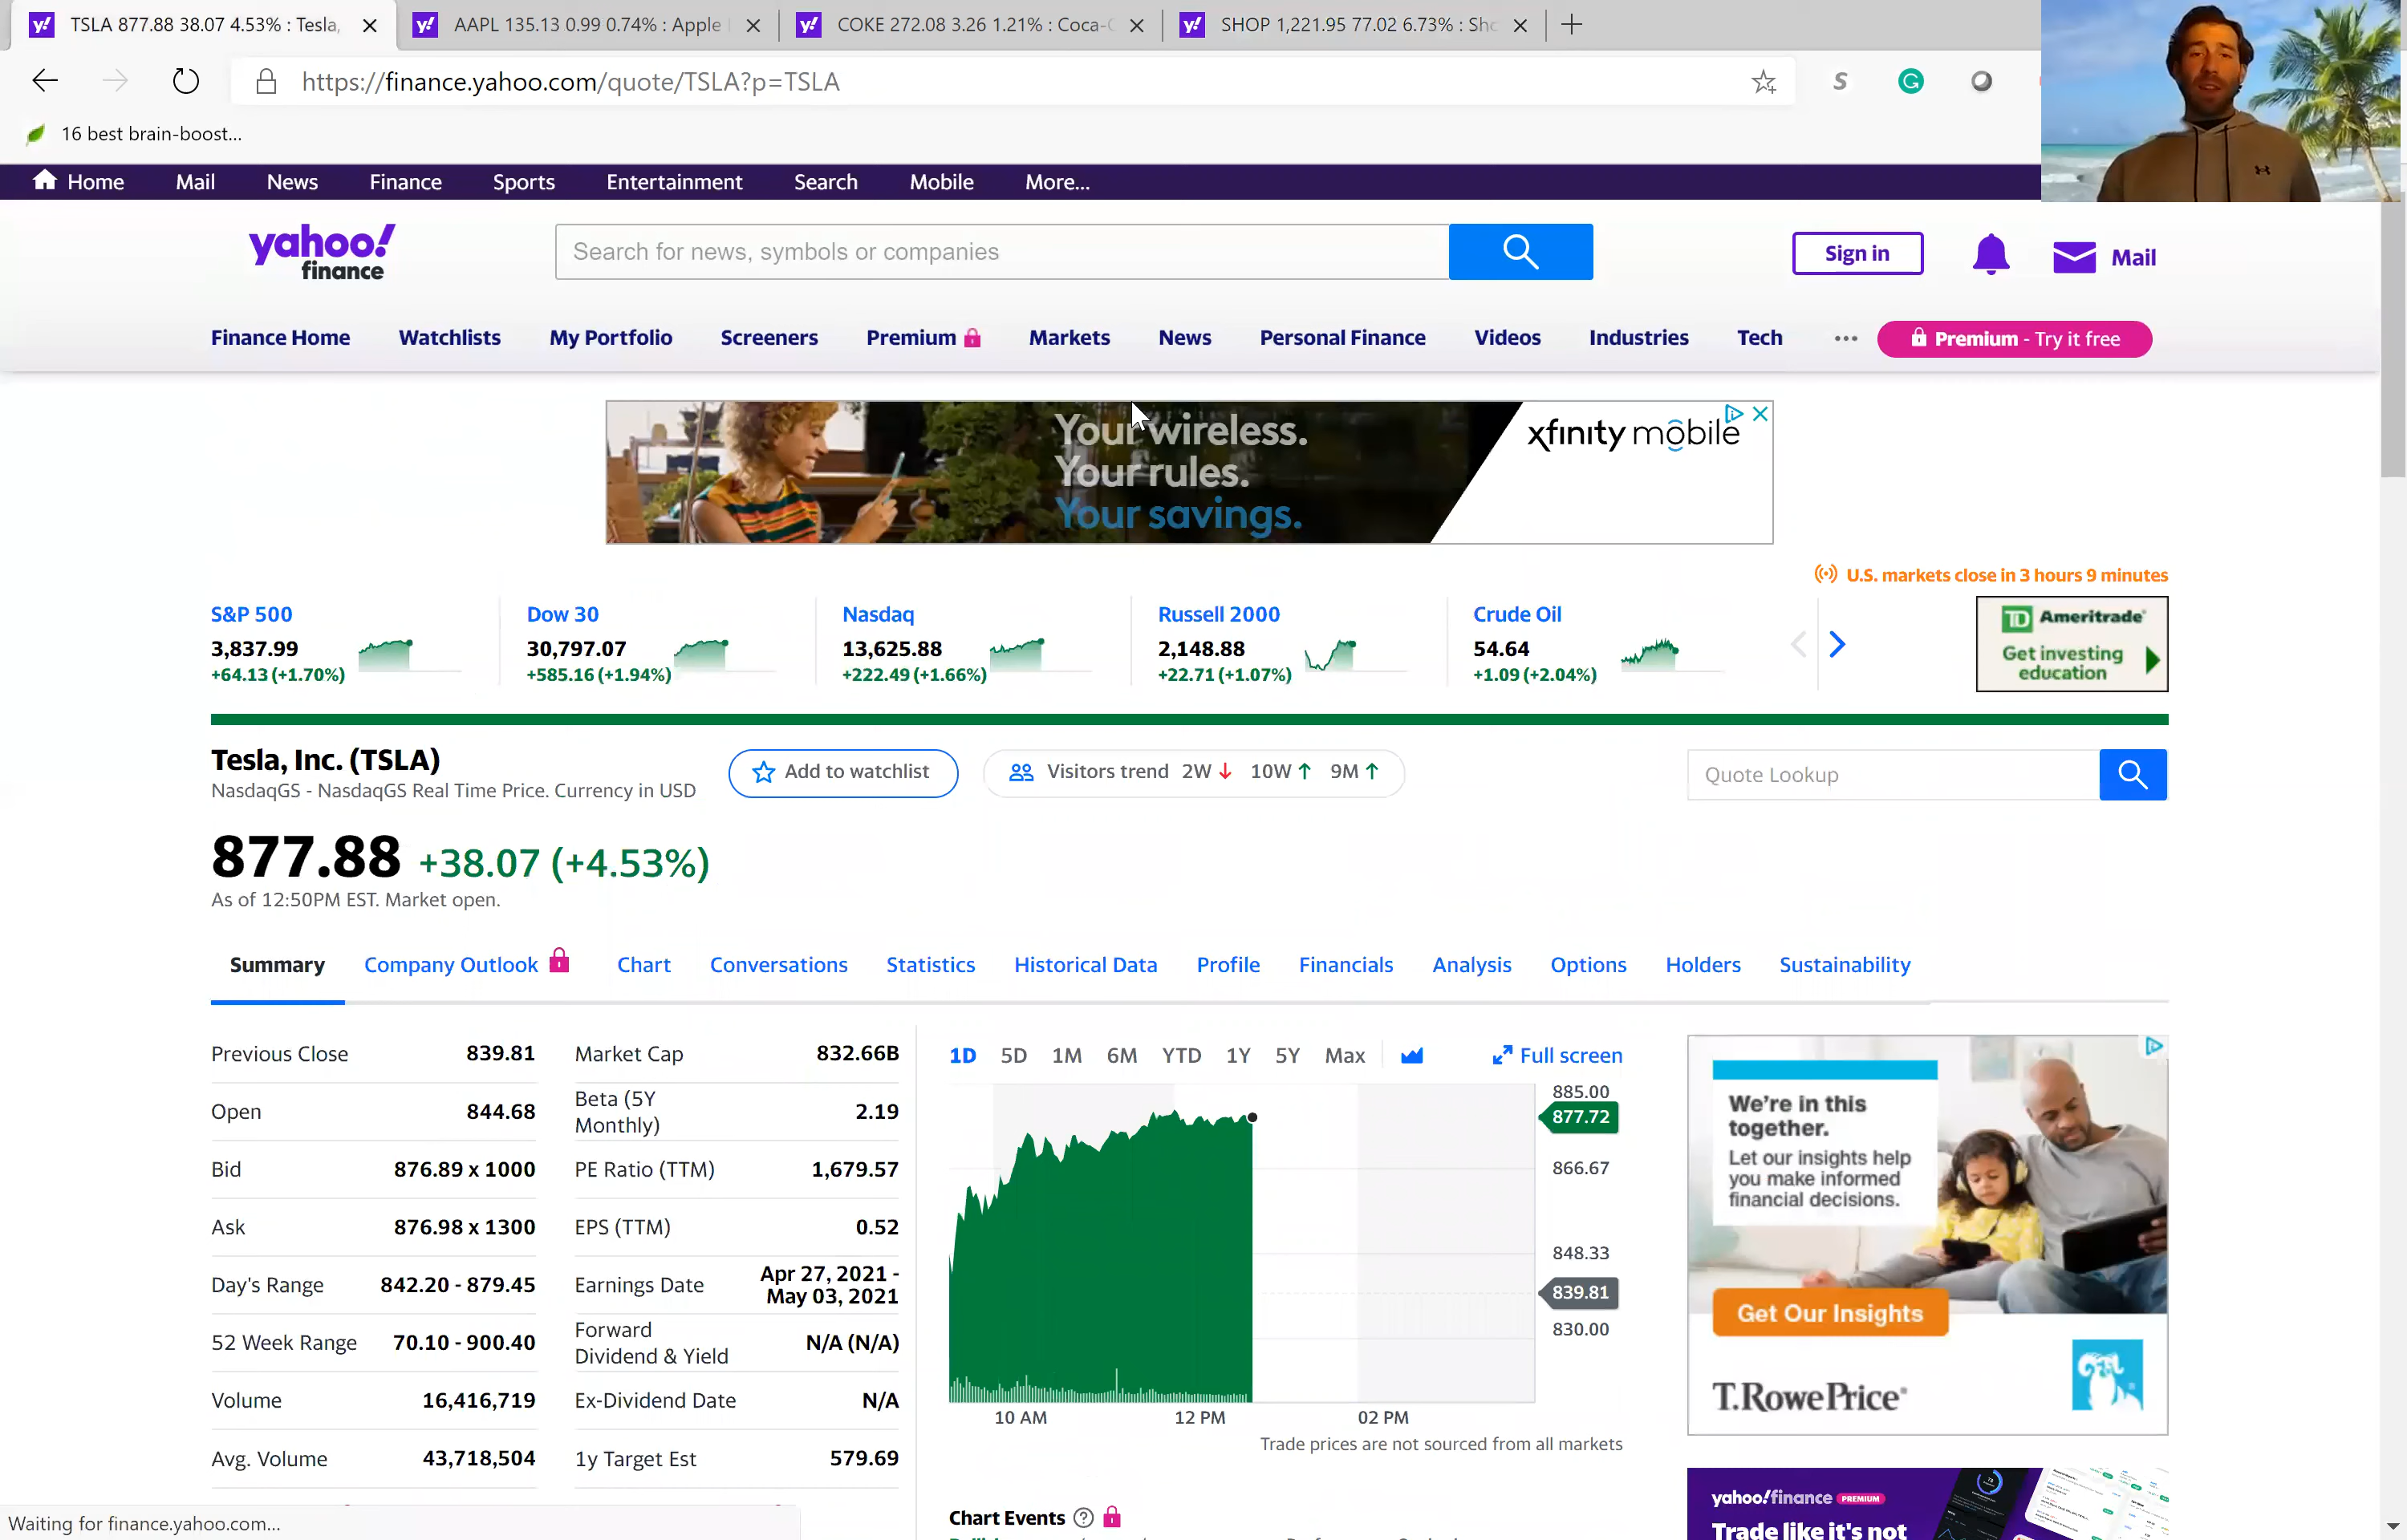 TSLA 877.88 38.07 4.53% : Tesla,
AAPL 135.13 0.99 0.74% : Apple
COKE 272.08 3.26 1.21% : Coca-C
SHOP 1,221.95 77.02 6.73% : Sho
https://finance.yahoo.com/quote/TSLA?p=TSLA
16 best brain-boost...
Home Mail News Finance Sports Entertainment Search Mobile More...
yahoo!
finance
Search for news, symbols or companies
Sign in
Mail
Finance Home Watchlists My Portfolio Screeners Premium Markets News Personal Finance Videos Industries Tech ... Premium - Try it free
Your wireless.
Your rules.
Your savings.
xfinity mobile
U.S. markets close in 3 hours 9 minutes
S&P 500
3,837.99
+64.13 (+1.70%)
Dow 30
30,797.07
+585.16 (+1.94%)
Nasdaq
13,625.88
+222.49 (+1.66%)
Russell 2000
2,148.88
+22.71 (+1.07%)
Crude Oil
54.64
+1.09 (+2.04%)
TD Ameritrade
Get investing
education
Tesla, Inc. (TSLA)
NasdaqGS - NasdaqGS Real Time Price. Currency in USD
Add to watchlist
Visitors trend 2W ↓ 10W ↑ 9M ↑
Quote Lookup
877.88 +38.07 (+4.53%)
As of 12:50PM EST. Market open.
Summary Company Outlook Chart Conversations Statistics Historical Data Profile Financials Analysis Options Holders Sustainability
Previous Close 839.81
Open 844.68
Bid 876.89 x 1000
Ask 876.98 x 1300
Day's Range 842.20 - 879.45
52 Week Range 70.10 - 900.40
Volume 16,416,719
Avg. Volume 43,718,504
Market Cap 832.66B
Beta (5Y
Monthly) 2.19
PE Ratio (TTM) 1,679.57
EPS (TTM) 0.52
Earnings Date Apr 27, 2021 -
May 03, 2021
Forward
Dividend & Yield N/A (N/A)
Ex-Dividend Date N/A
1y Target Est 579.69
1D 5D 1M 6M YTD 1Y 5Y Max Full screen
885.00
877.72
866.67
848.33
839.81
830.00
10 AM 12 PM 02 PM
Trade prices are not sourced from all markets
Chart Events
We're in this
together.
Let our insights help
you make informed
financial decisions.
Get Our Insights
T.RowePrice
yahoo!finance PREMIUM
Trade like it's not
Waiting for finance.yahoo.com...